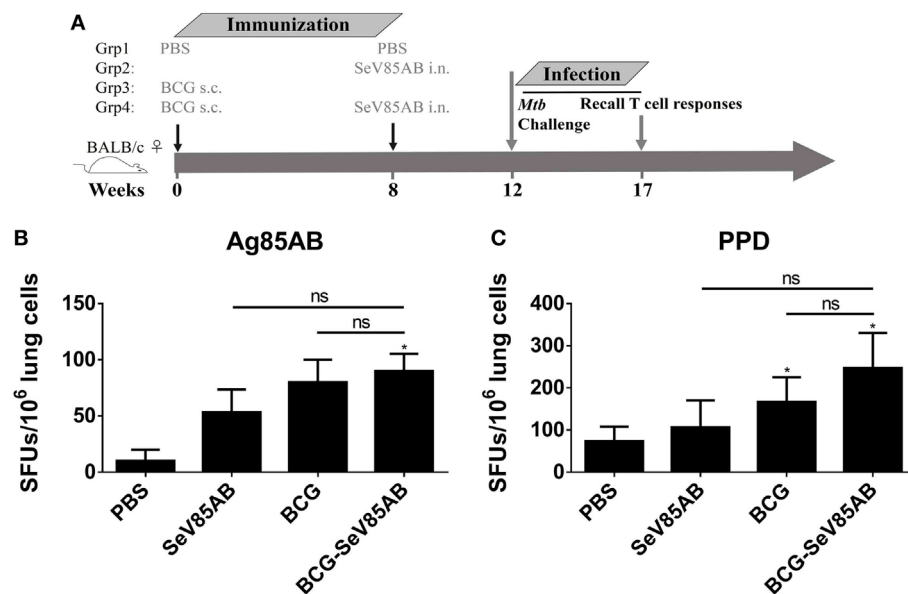 A
Immunization
Grp1 PBS PBS
Grp2: SeV85AB i.n.
Grp3: BCG s.c.
Grp4: BCG s.c. SeV85AB i.n.
Infection
Mtb Recall T cell responses
Challenge
BALB/c ♀
Weeks 0 8 12 17
B
Ag85AB
SFUs/10⁶ lung cells
150
100
50
0
ns
ns
*
PBS
SeV85AB
BCG
BCG-SeV85AB
C
PPD
SFUs/10⁶ lung cells
400
300
200
100
0
ns
ns
*
*
PBS
SeV85AB
BCG
BCG-SeV85AB